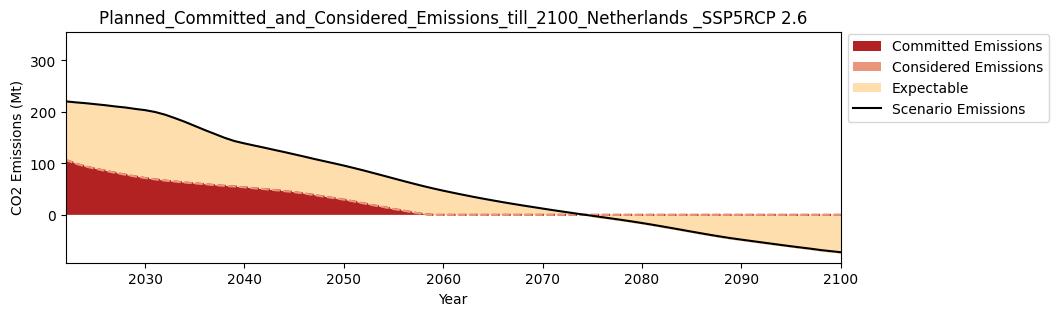 Planned_Committed_and_Considered_Emissions_till_2100_Netherlands _SSP5RCP 2.6
CO2 Emissions (Mt)
300
200
100
0
2030
2040
2050
2060
2070
2080
2090
2100
Year
Committed Emissions
Considered Emissions
Expectable
Scenario Emissions